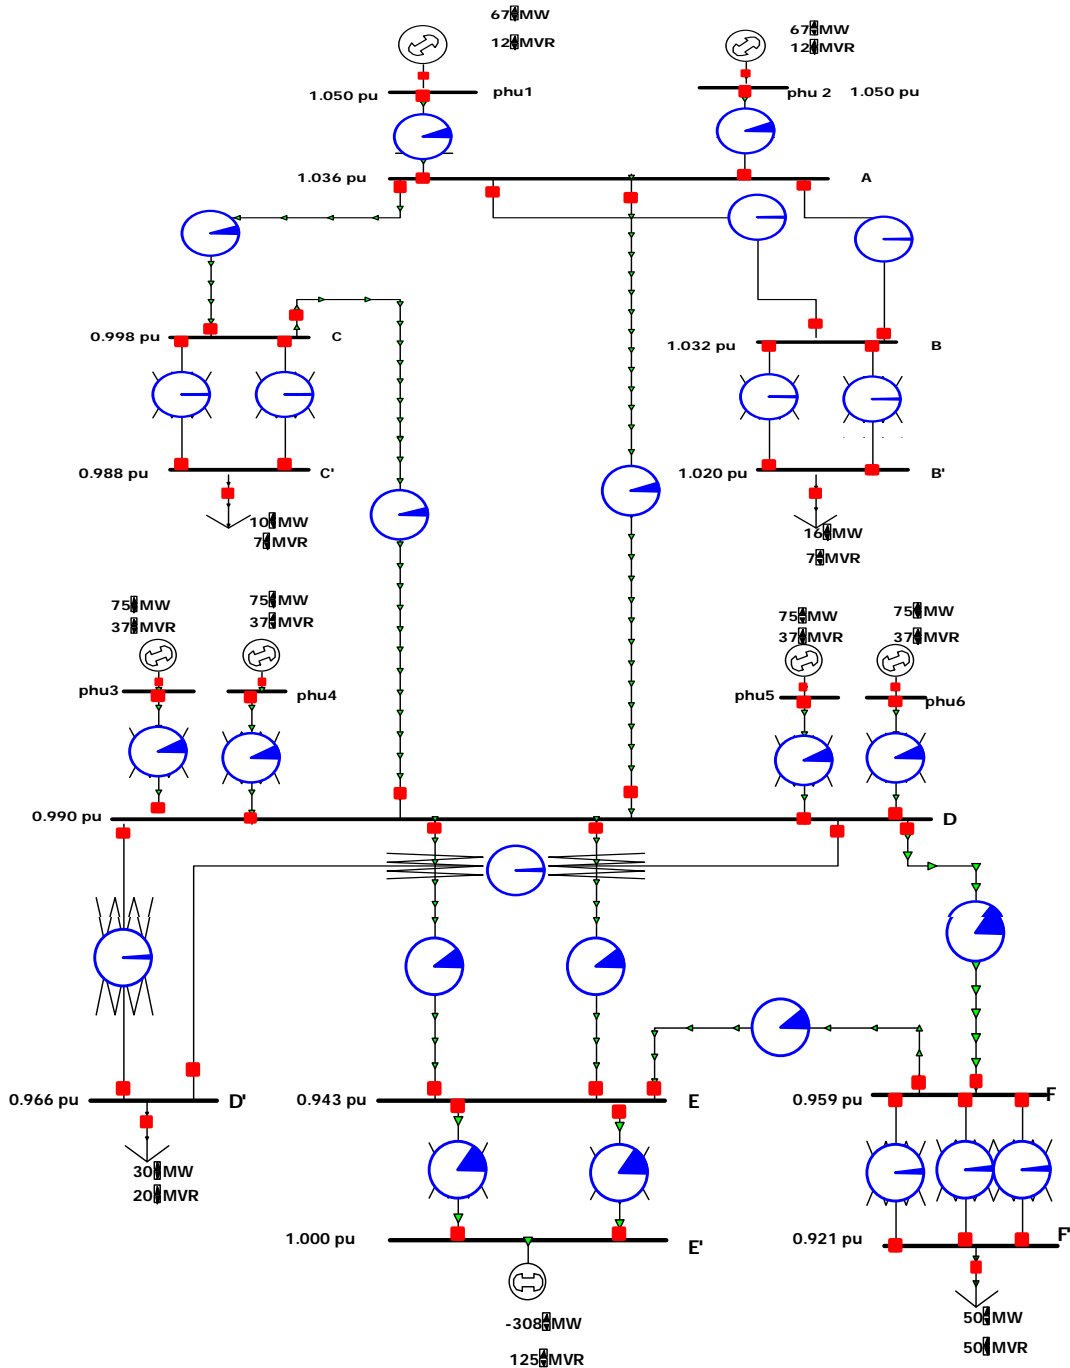 67 MW
12 MVR
67 MW
12 MVR
1.050 pu
phu1
phu 2 1.050 pu
1.036 pu
A
0.998 pu
C
1.032 pu
B
0.988 pu
C'
1.020 pu
B'
10 MW
7 MVR
16 MW
7 MVR
75 MW
37 MVR
75 MW
37 MVR
75 MW
37 MVR
75 MW
37 MVR
phu3
phu4
phu5
phu6
0.990 pu
D
0.966 pu
D'
0.943 pu
E
0.959 pu
F
30 MW
20 MVR
1.000 pu
E'
0.921 pu
F'
-308 MW
125 MVR
50 MW
50 MVR